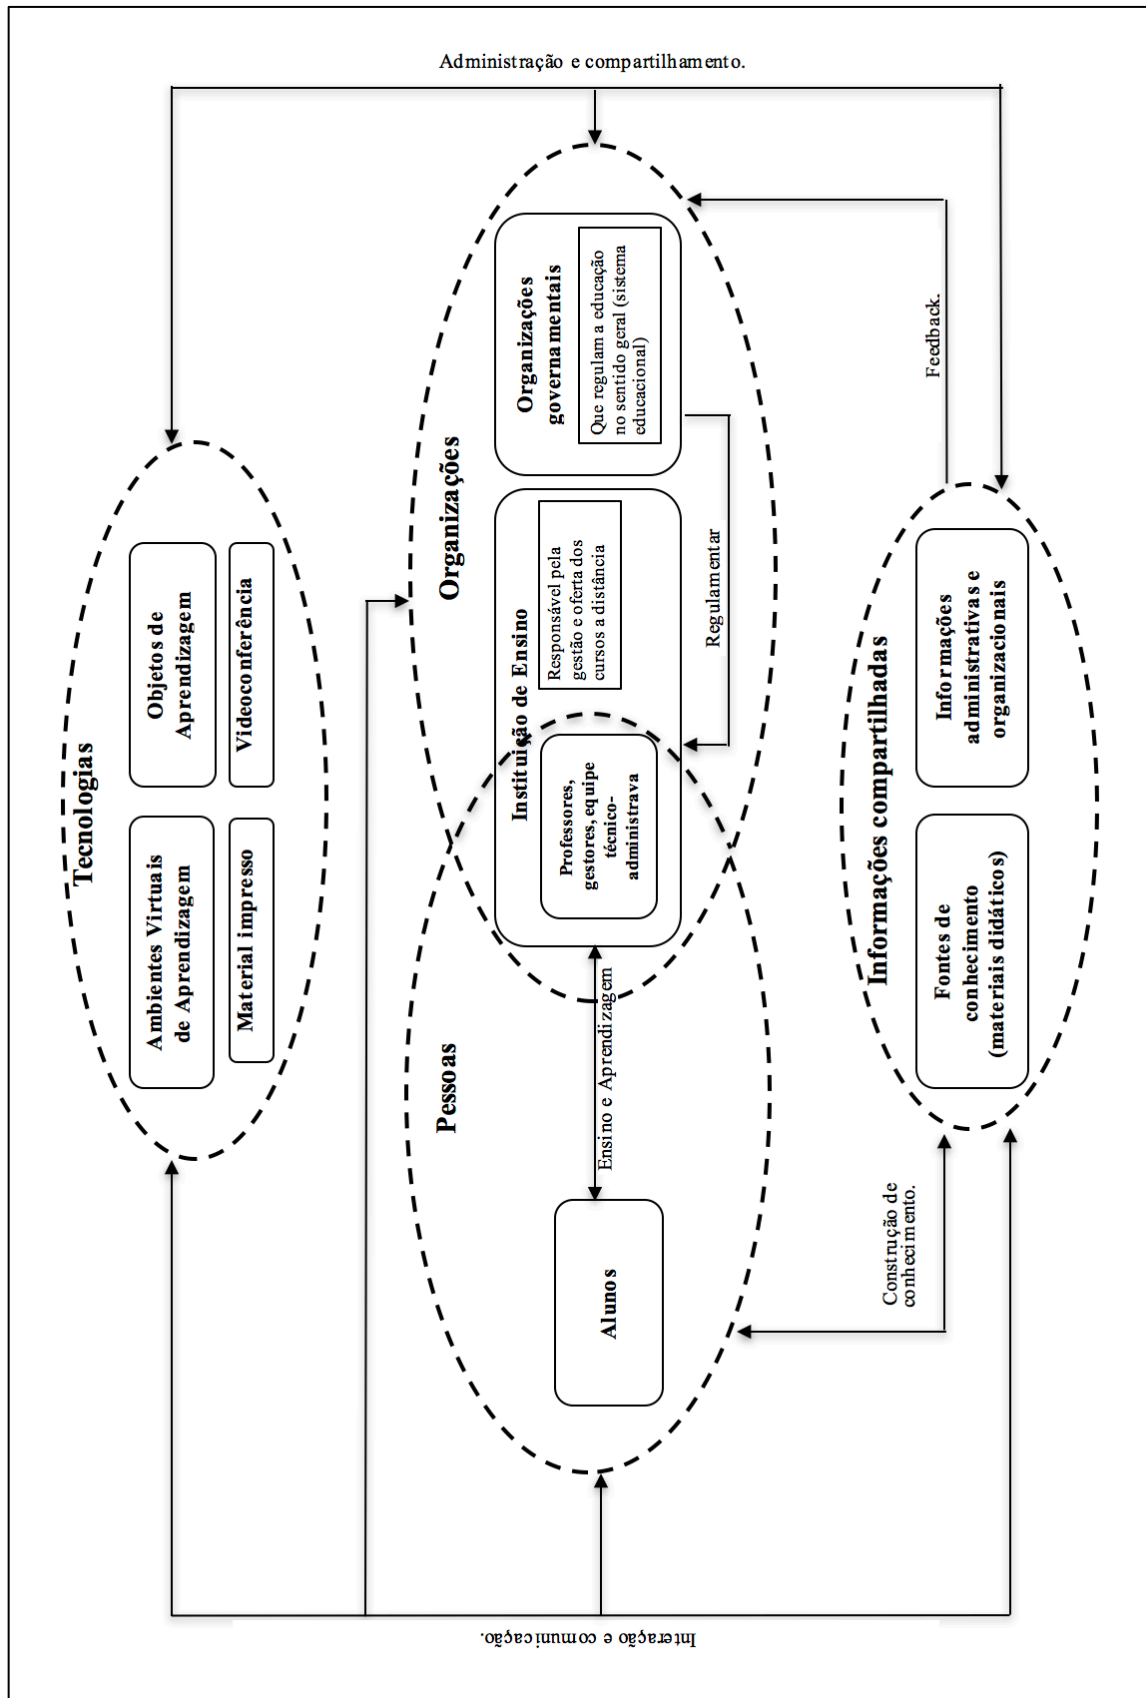 Administração e compartilhamento.
Tecnologias
Ambientes Virtuais
de Aprendizagem
Objetos de
Aprendizagem
Material impresso
Videoconferência
Organizações
Organizações
governamentais
Que regulam a educação
no sentido geral (sistema
educacional)
Instituição de Ensino
Responsável pela
gestão e oferta dos
cursos a distância
Professores,
gestores, equipe
técnico-
administrava
Regulamentar
Feedback.
Pessoas
Ensino e Aprendizagem
Alunos
Informações compartilhadas
Fontes de
conhecimento
(materiais didáticos)
Informações
administrativas e
organizacionais
Construção de
conhecimento.
Interação e comunicação.